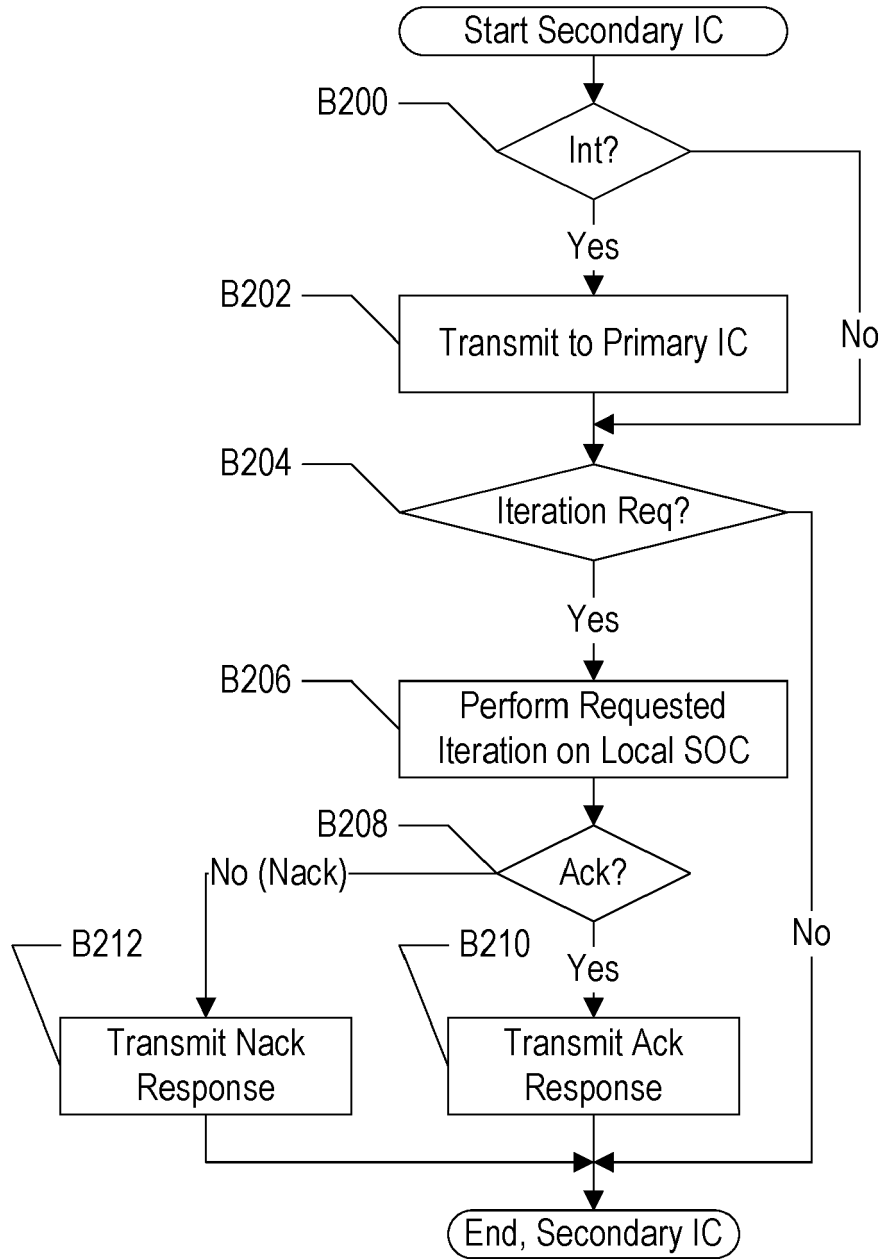 Start Secondary IC
B200
Int?
Yes
B202
Transmit to Primary IC
No
B204
Iteration Req?
Yes
B206
Perform Requested
Iteration on Local SOC
B208
Ack?
No (Nack)
B212
B210
Yes
No
Transmit Nack
Response
Transmit Ack
Response
End, Secondary IC